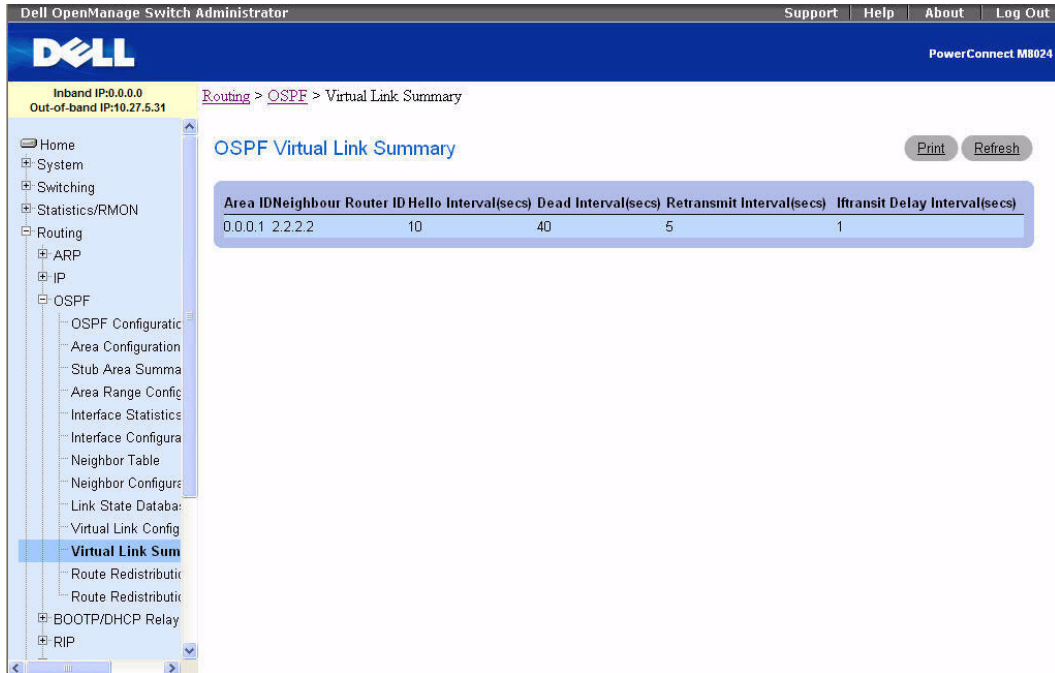 Dell OpenManage Switch Administrator
Support Help About Log Out
DELL
PowerConnect M8024
Inband IP:0.0.0.0
Out-of-band IP:10.27.5.31
Routing > OSPF > Virtual Link Summary
Home
System
Switching
Statistics/RMON
Routing
ARP
IP
OSPF
OSPF Configuratic
Area Configuration
Stub Area Summa
Area Range Config
Interface Statistics
Interface Configura
Neighbor Table
Neighbor Configura
Link State Databas
Virtual Link Config
Virtual Link Sum
Route Redistributic
Route Redistributic
BOOTP/DHCP Relay
RIP
OSPF Virtual Link Summary
Print Refresh
Area IDNeighbour Router ID Hello Interval(secs) Dead Interval(secs) Retransmit Interval(secs) Iftransit Delay Interval(secs)
0.0.0.1 2.2.2.2 10 40 5 1